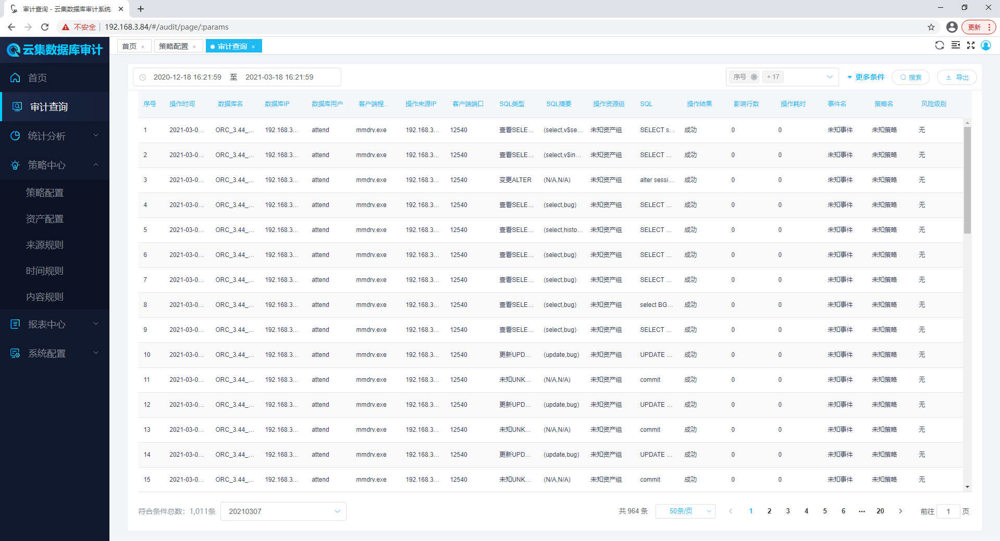 审计查询 - 云集数据库审计系统
不安全 192.168.3.84/#/audit/page/:params 更新
云集数据库审计
首页
审计查询
统计分析
策略中心
策略配置
资产配置
来源规则
时间规则
内容规则
报表中心
系统配置
首页 策略配置 审计查询
2020-12-18 16:21:59 至 2021-03-18 16:21:59 序号 + 17 更多条件 搜索 导出
序号 操作时间 数据库名 数据库IP 数据库用户 客户端程... 操作来源IP 客户端端口 SQL类型 SQL摘要 操作资源组 SQL 操作结果 影响行数 操作耗时 事件名 策略名 风险级别
1 2021-03-0... ORC_3.44_... 192.168.3... attend mmdrv.exe 192.168.3... 12540 查看SELE... (select,v$se... 未知资产组 SELECT s... 成功 0 0 未知事件 未知策略 无
2 2021-03-0... ORC_3.44_... 192.168.3... attend mmdrv.exe 192.168.3... 12540 查看SELE... (select,v$in... 未知资产组 SELECT ... 成功 0 0 未知事件 未知策略 无
3 2021-03-0... ORC_3.44_... 192.168.3... attend mmdrv.exe 192.168.3... 12540 变更ALTER (N/A,N/A) 未知资产组 alter sessi... 成功 0 0 未知事件 未知策略 无
4 2021-03-0... ORC_3.44_... 192.168.3... attend mmdrv.exe 192.168.3... 12540 查看SELE... (select,bug) 未知资产组 SELECT ... 成功 0 0 未知事件 未知策略 无
5 2021-03-0... ORC_3.44_... 192.168.3... attend mmdrv.exe 192.168.3... 12540 查看SELE... (select,histo... 未知资产组 SELECT ... 成功 0 0 未知事件 未知策略 无
6 2021-03-0... ORC_3.44_... 192.168.3... attend mmdrv.exe 192.168.3... 12540 查看SELE... (select,bug) 未知资产组 SELECT ... 成功 0 0 未知事件 未知策略 无
7 2021-03-0... ORC_3.44_... 192.168.3... attend mmdrv.exe 192.168.3... 12540 查看SELE... (select,bug) 未知资产组 SELECT ... 成功 0 0 未知事件 未知策略 无
8 2021-03-0... ORC_3.44_... 192.168.3... attend mmdrv.exe 192.168.3... 12540 查看SELE... (select,bug) 未知资产组 select BG... 成功 0 0 未知事件 未知策略 无
9 2021-03-0... ORC_3.44_... 192.168.3... attend mmdrv.exe 192.168.3... 12540 查看SELE... (select,bug) 未知资产组 SELECT ... 成功 0 0 未知事件 未知策略 无
10 2021-03-0... ORC_3.44_... 192.168.3... attend mmdrv.exe 192.168.3... 12540 更新UPD... (update,bug) 未知资产组 UPDATE ... 成功 0 0 未知事件 未知策略 无
11 2021-03-0... ORC_3.44_... 192.168.3... attend mmdrv.exe 192.168.3... 12540 未知UNK... (N/A,N/A) 未知资产组 commit 成功 0 0 未知事件 未知策略 无
12 2021-03-0... ORC_3.44_... 192.168.3... attend mmdrv.exe 192.168.3... 12540 更新UPD... (update,bug) 未知资产组 UPDATE ... 成功 0 0 未知事件 未知策略 无
13 2021-03-0... ORC_3.44_... 192.168.3... attend mmdrv.exe 192.168.3... 12540 未知UNK... (N/A,N/A) 未知资产组 commit 成功 0 0 未知事件 未知策略 无
14 2021-03-0... ORC_3.44_... 192.168.3... attend mmdrv.exe 192.168.3... 12540 更新UPD... (update,bug) 未知资产组 UPDATE ... 成功 0 0 未知事件 未知策略 无
15 2021-03-0... ORC_3.44_... 192.168.3... attend mmdrv.exe 192.168.3... 12540 未知UNK... (N/A,N/A) 未知资产组 commit 成功 0 0 未知事件 未知策略 无
符合条件总数：1,011条 20210307 共 964 条 50条/页 1 2 3 4 5 6 ... 20 前往 1 页